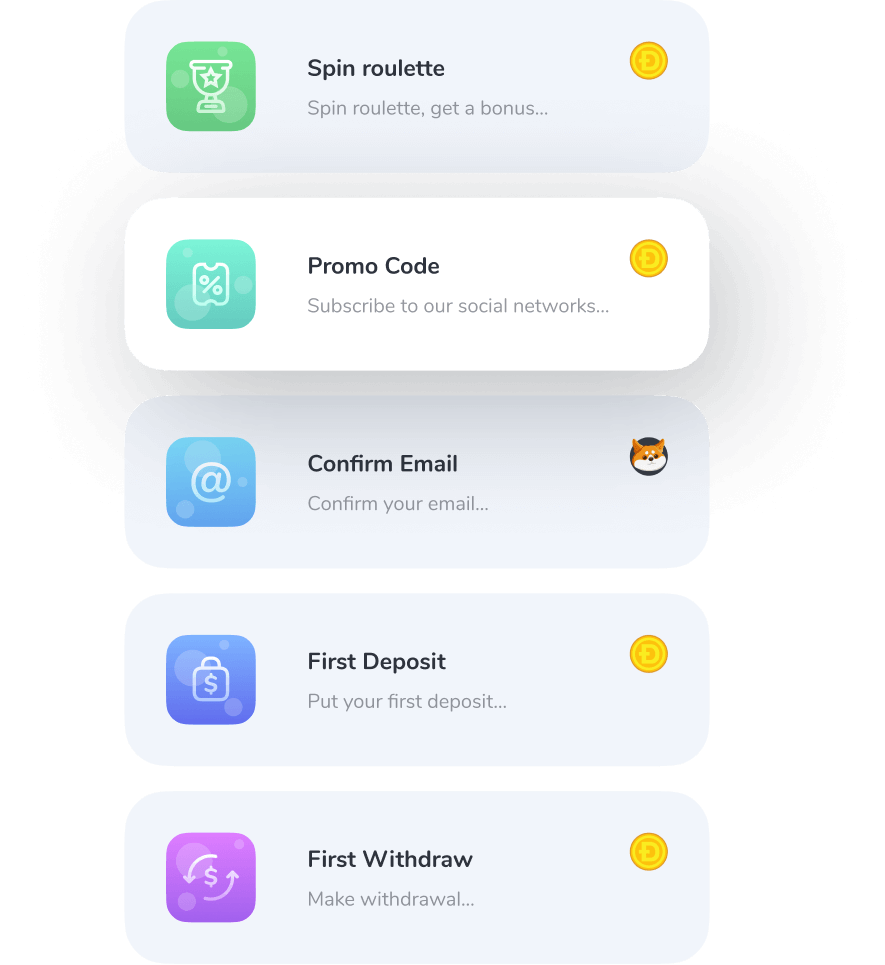 Spin roulette
Spin roulette, get a bonus...
Promo Code
Subscribe to our social networks...
Confirm Email
Confirm your email...
First Deposit
Put your first deposit...
First Withdraw
Make withdrawal...